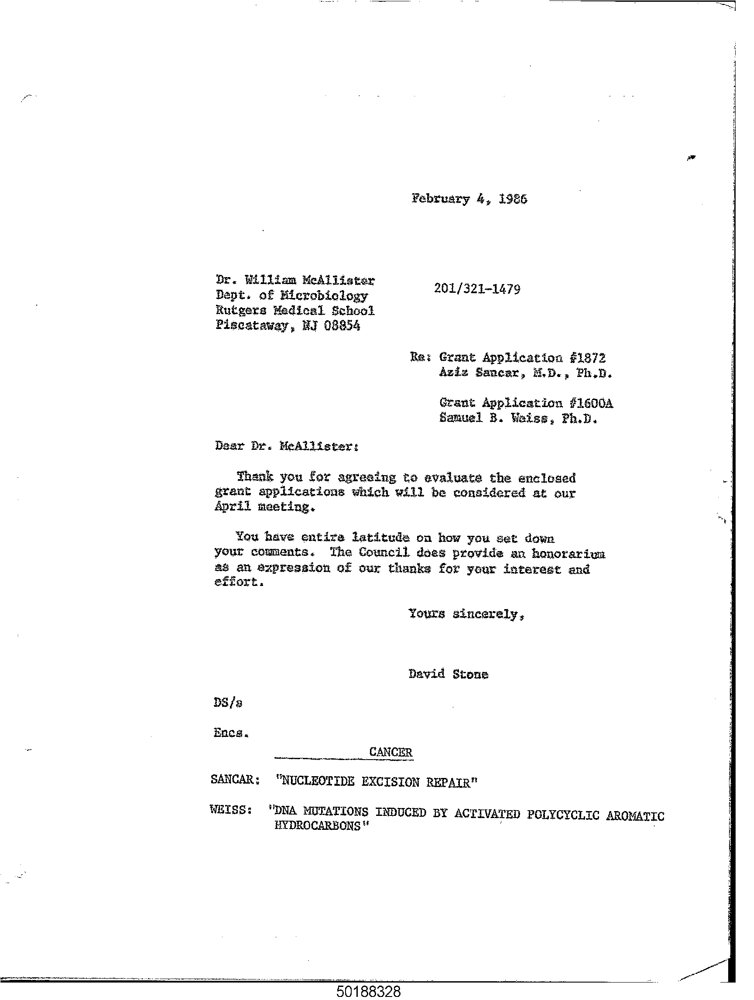 February 4, 1986
Dr. William McAllister
Dept. of Microbiology
Rutgers Medical School
Piscataway, NJ 08854
201/321-1479
Re: Grant Application #1872
Aziz Sancar, M.D., Ph.D.
Grant Application #1600A
Samuel B. Weiss, Ph.D.
Dear Dr. McAllister:
Thank you for agreeing to evaluate the enclosed
grant applications which will be considered at our
April meeting.
You have entire latitude on how you set down
your comments. The Council does provide an honorarium
as an expression of our thanks for your interest and
effort.
Yours sincerely,
David Stone
DS/s
Encs.
CANCER
SANCAR: "NUCLEOTIDE EXCISION REPAIR"
WEISS: "DNA MUTATIONS INDUCED BY ACTIVATED POLYCYCLIC AROMATIC
HYDROCARBONS"
50188328